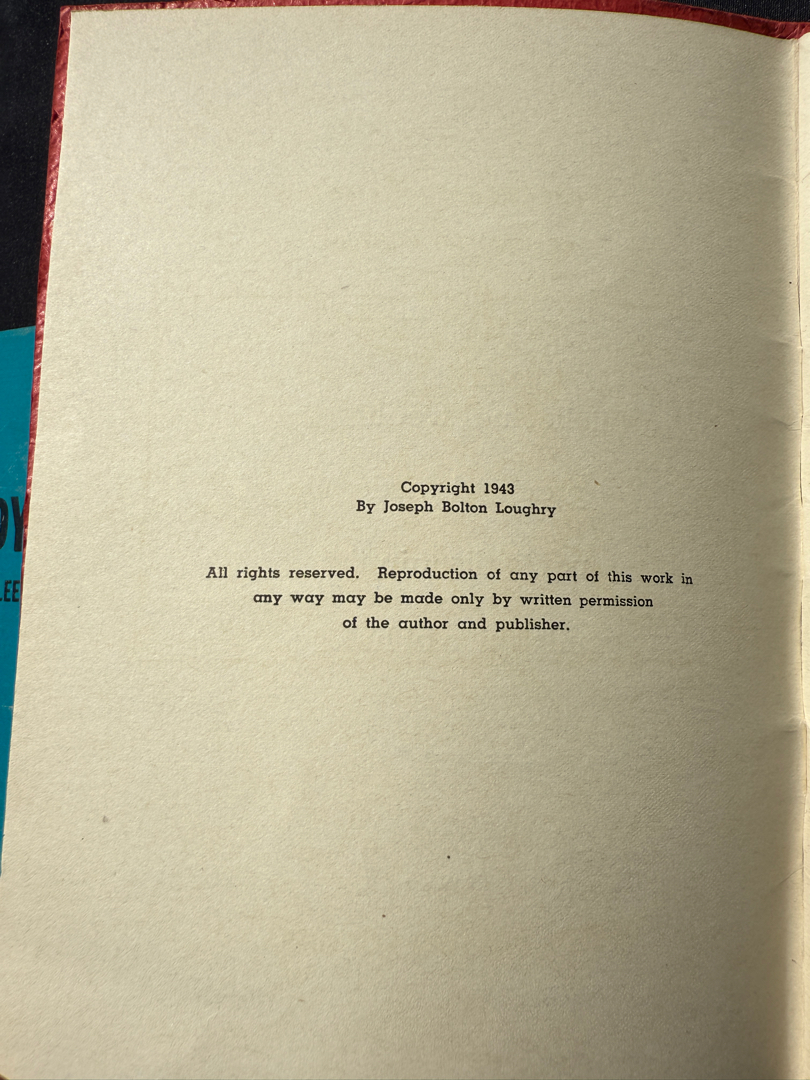 Copyright 1943
By Joseph Bolton Loughry
All rights reserved. Reproduction of any part of this work in
any way may be made only by written permission
of the author and publisher.